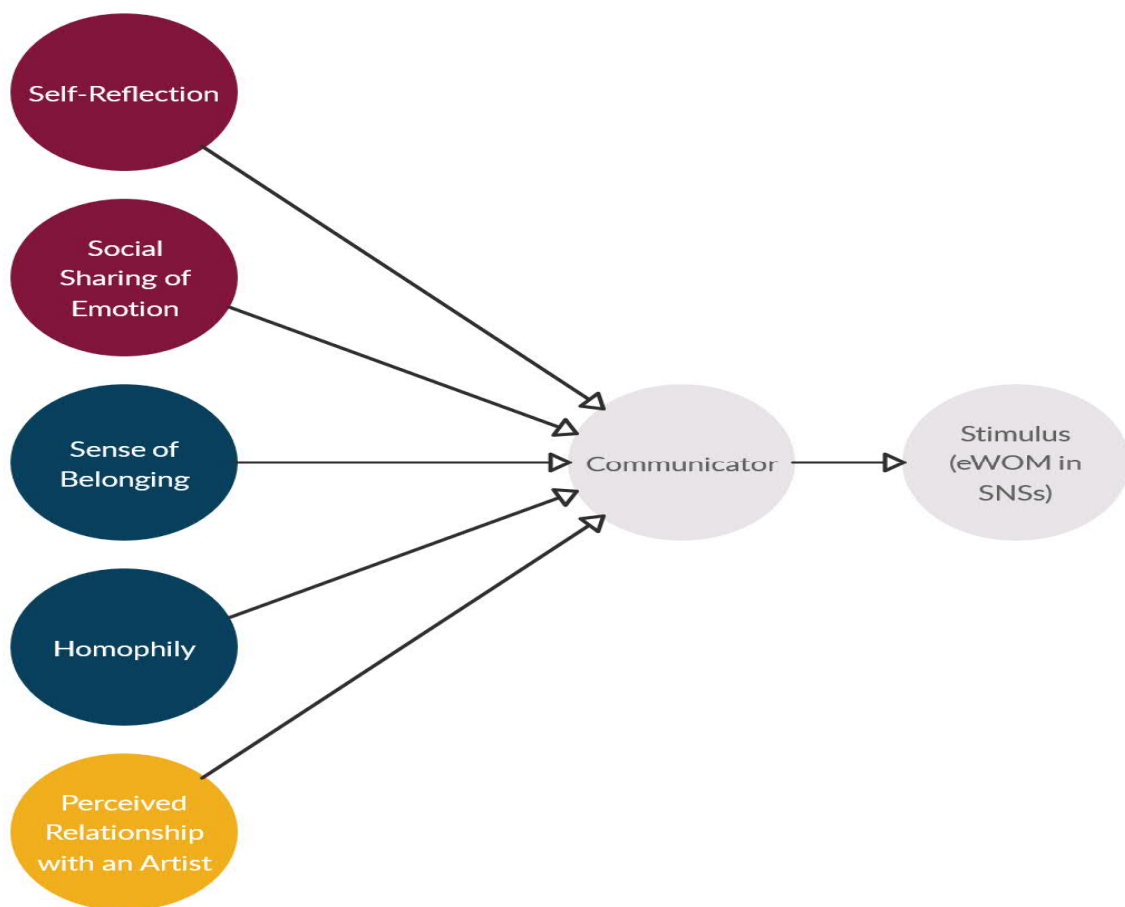 Self-Reflection
Social
Sharing of
Emotion
Sense of
Belonging
Homophily
Perceived
Relationship
with an Artist
Communicator
Stimulus
(eWOM in
SNSs)